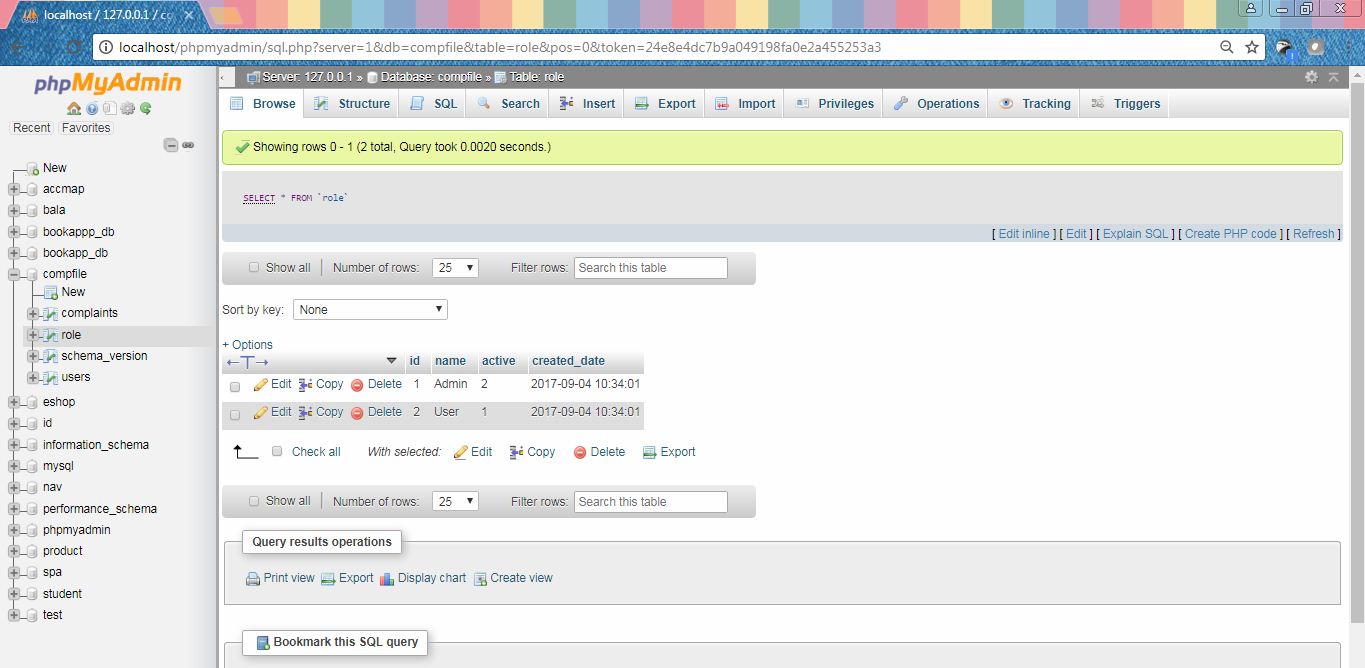 localhost / 127.0.0.1 / co
localhost/phpmyadmin/sql.php?server=1&db=compfile&table=role&pos=0&token=24e8e4dc7b9a049198fa0e2a455253a3
phpMyAdmin
Recent Favorites
New
accmap
bala
bookappp_db
bookapp_db
compfile
New
complaints
role
schema_version
users
eshop
id
information_schema
mysql
nav
performance_schema
phpmyadmin
product
spa
student
test
Server: 127.0.0.1 » Database: compfile » Table: role
Browse Structure SQL Search Insert Export Import Privileges Operations Tracking Triggers
Showing rows 0 - 1 (2 total, Query took 0.0020 seconds.)
SELECT * FROM `role`
[ Edit inline ] [ Edit ] [ Explain SQL ] [ Create PHP code ] [ Refresh ]
Show all Number of rows: 25 Filter rows: Search this table
Sort by key: None
+ Options
←T→ id name active created_date
Edit Copy Delete 1 Admin 2 2017-09-04 10:34:01
Edit Copy Delete 2 User 1 2017-09-04 10:34:01
Check all With selected: Edit Copy Delete Export
Show all Number of rows: 25 Filter rows: Search this table
Query results operations
Print view Export Display chart Create view
Bookmark this SQL query